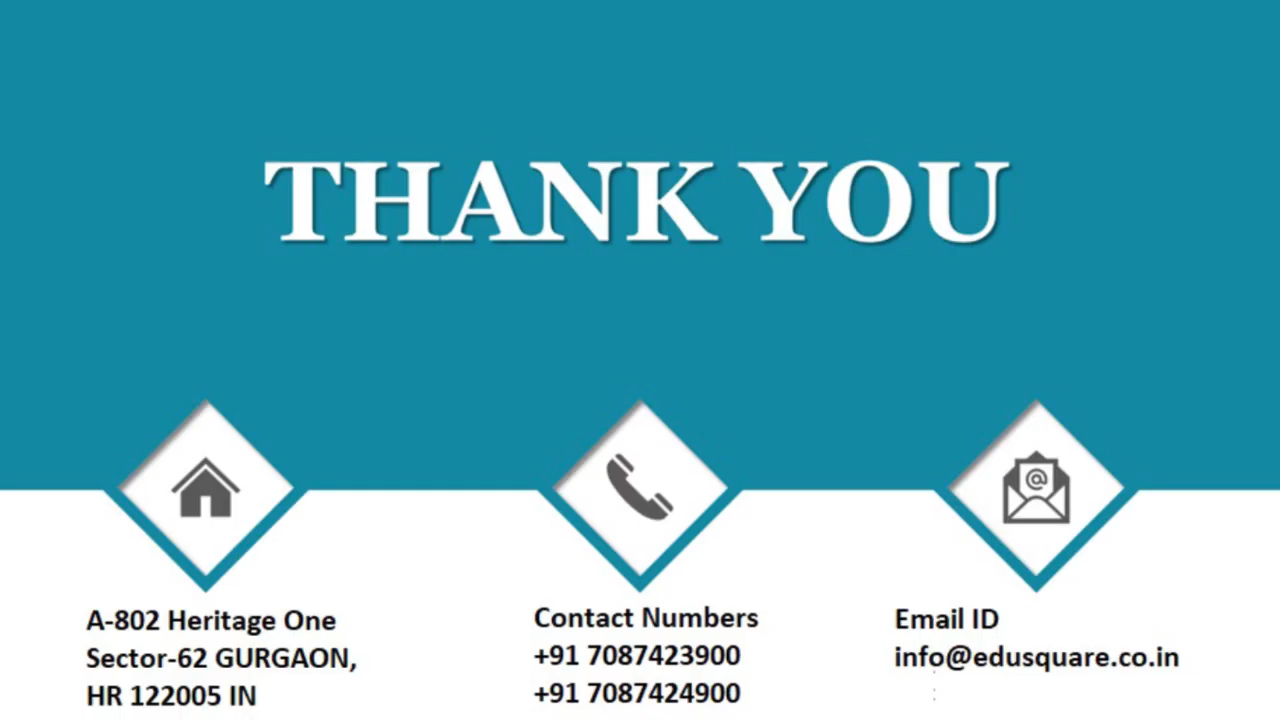 THANK YOU
A-802 Heritage One
Sector-62 GURGAON,
HR 122005 IN
Contact Numbers
+91 7087423900
+91 7087424900
Email ID
info@edusquare.co.in